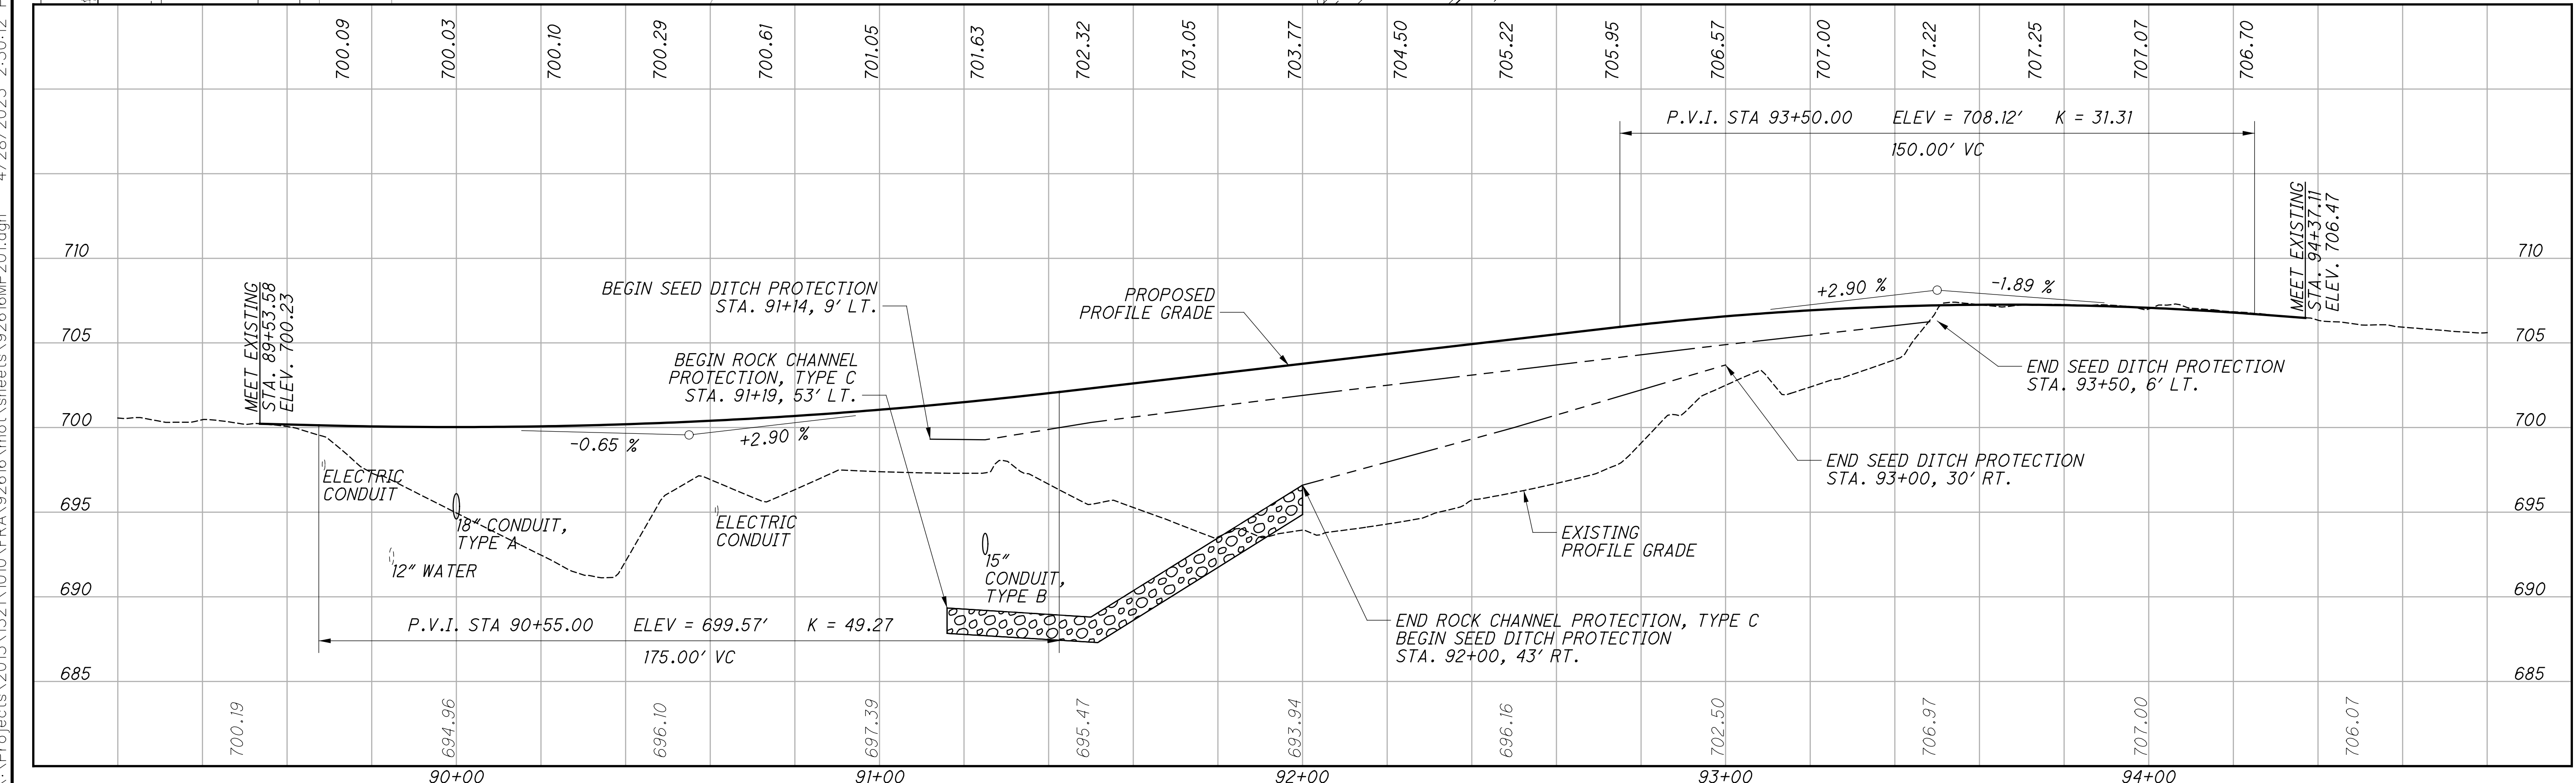 700.09
700.03
700.10
700.29
700.61
701.05
701.63
702.32
703.05
703.77
704.50
705.22
705.95
706.57
707.00
707.22
707.25
707.07
706.70
P.V.I. STA 93+50.00 ELEV = 708.12' K = 31.31
150.00' VC
MEET EXISTING
STA. 94+37.11
ELEV. 706.47
710
710
+2.90 %
-1.89 %
MEET EXISTING
STA. 89+53.58
ELEV. 700.23
BEGIN SEED DITCH PROTECTION
STA. 91+14, 9' LT.
PROPOSED
PROFILE GRADE
705
705
BEGIN ROCK CHANNEL
PROTECTION, TYPE C
STA. 91+19, 53' LT.
END SEED DITCH PROTECTION
STA. 93+50, 6' LT.
700
700
-0.65 %
+2.90 %
END SEED DITCH PROTECTION
STA. 93+00, 30' RT.
ELECTRIC
CONDUIT
695
695
18" CONDUIT,
TYPE A
ELECTRIC
CONDUIT
EXISTING
PROFILE GRADE
12" WATER
15"
CONDUIT,
TYPE B
690
690
P.V.I. STA 90+55.00 ELEV = 699.57' K = 49.27
175.00' VC
END ROCK CHANNEL PROTECTION, TYPE C
BEGIN SEED DITCH PROTECTION
STA. 92+00, 43' RT.
685
685
700.19
694.96
696.10
697.39
695.47
693.94
696.16
702.50
706.97
707.00
706.07
90+00
91+00
92+00
93+00
94+00